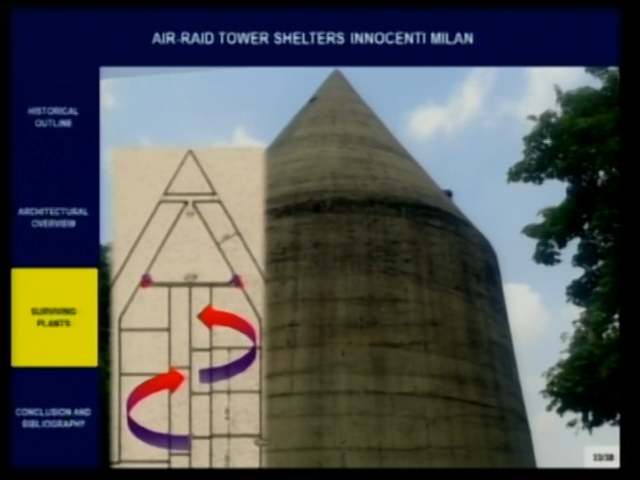 AIR-RAID TOWER SHELTERS INNOCENTI MILAN
HISTORICAL
OUTLINE
ARCHITECTURAL
OVERVIEW
SURVIVING
PLANTS
CONCLUSION AND
BIBLIOGRAPHY